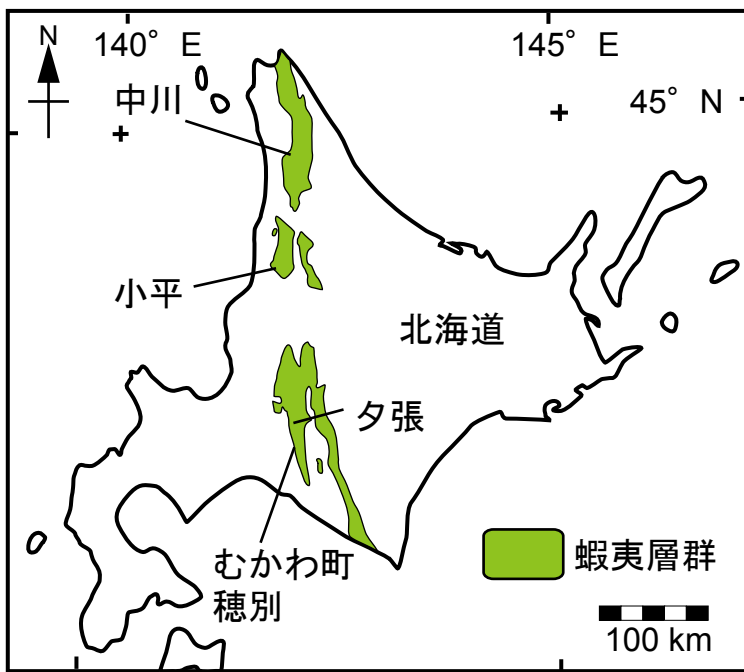 N
140° E
145° E
45° N
中川
小平
北海道
夕張
むかわ町
穂別
蝦夷層群
100 km